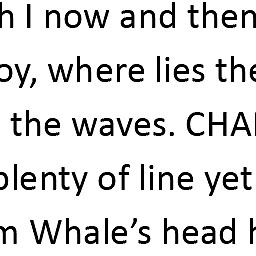 h I now and then
oy, where lies the
the waves. CHA
plenty of line yet
m Whale’s head h